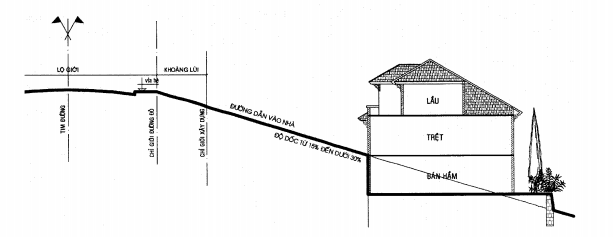 LỘ GIỚI
KHOẢNG LÙI
VỈA HÈ
TIM ĐƯỜNG
CHỈ GIỚI ĐƯỜNG ĐỎ
CHỈ GIỚI XÂY DỰNG
ĐƯỜNG DẪN VÀO NHÀ
ĐỘ DỐC TỪ 15% ĐẾN DƯỚI 30%
LẦU
TRỆT
BÁN HẦM